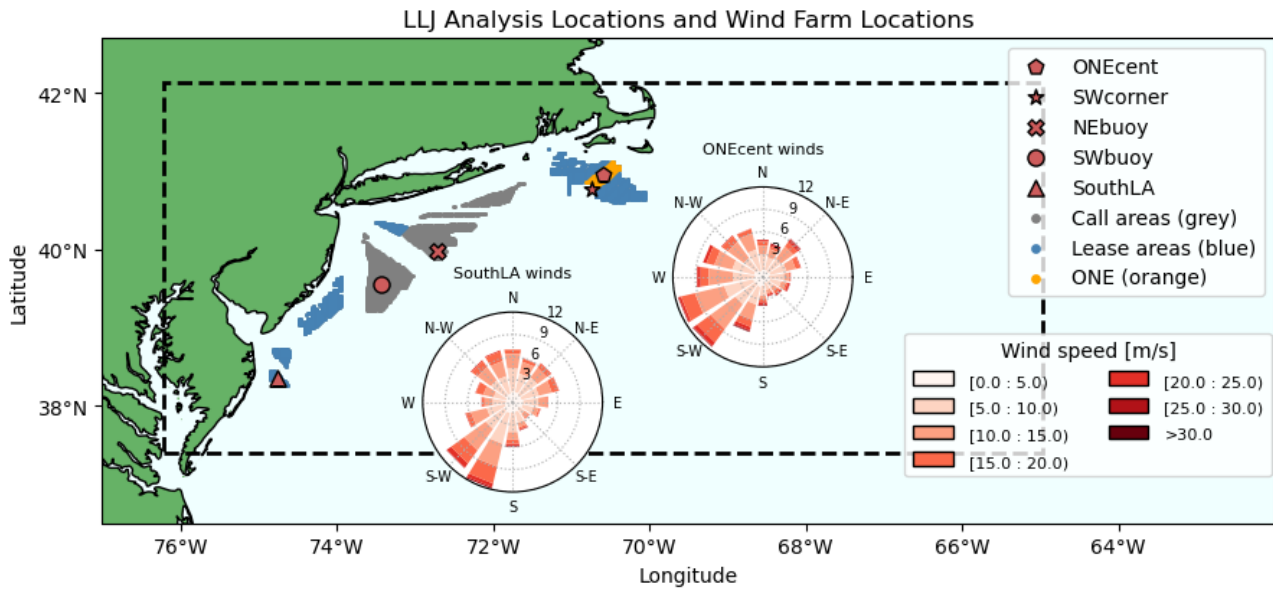 LLJ Analysis Locations and Wind Farm Locations
Latitude
42°N
40°N
38°N
76°W
74°W
72°W
70°W
68°W
66°W
64°W
Longitude
ONEcent
SWcorner
NEbuoy
SWbuoy
SouthLA
Call areas (grey)
Lease areas (blue)
ONE (orange)
ONEcent winds
N
N-E
E
S-E
S
S-W
W
N-W
3
6
9
12
SouthLA winds
N
N-E
E
S-E
S
S-W
W
N-W
3
6
9
12
Wind speed [m/s]
[0.0 : 5.0)
[5.0 : 10.0)
[10.0 : 15.0)
[15.0 : 20.0)
[20.0 : 25.0)
[25.0 : 30.0)
>30.0